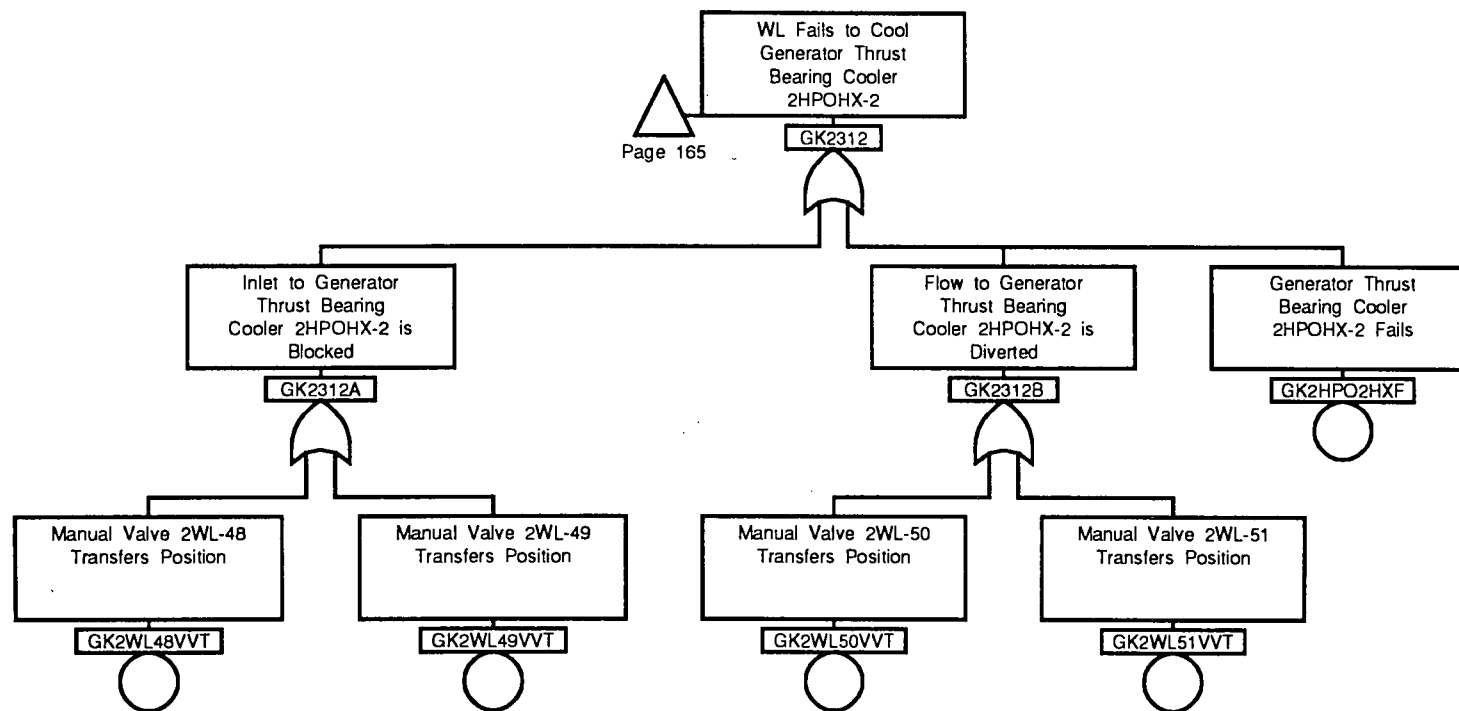 WL Fails to Cool
Generator Thrust
Bearing Cooler
2HPOHX-2
Page 165
GK2312
Inlet to Generator
Thrust Bearing
Cooler 2HPOHX-2 is
Blocked
GK2312A
Flow to Generator
Thrust Bearing
Cooler 2HPOHX-2 is
Diverted
GK2312B
Generator Thrust
Bearing Cooler
2HPOHX-2 Fails
GK2HPO2HXF
Manual Valve 2WL-48
Transfers Position
GK2WL48VVT
Manual Valve 2WL-49
Transfers Position
GK2WL49VVT
Manual Valve 2WL-50
Transfers Position
GK2WL50VVT
Manual Valve 2WL-51
Transfers Position
GK2WL51VVT